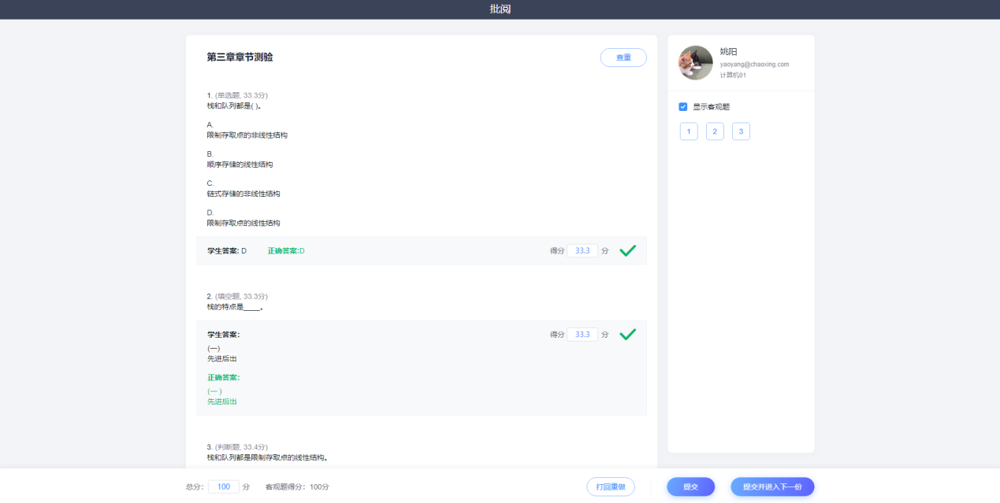 批阅
第三章章节测验
查重
1. (单选题, 33.3分)
栈和队列都是( )。
A.
限制存取点的非线性结构
B.
顺序存储的线性结构
C.
链式存储的非线性结构
D.
限制存取点的线性结构
学生答案: D 正确答案:D 得分 33.3 分
2. (填空题, 33.3分)
栈的特点是____。
学生答案: 得分 33.3 分
(一)
先进后出
正确答案:
(一 )
先进后出
3. (判断题, 33.4分)
栈和队列都是限制存取点的线性结构。
姚阳
yaoyang@chaoxing.com
计算机01
显示客观题
1 2 3
总分: 100 分 客观题得分: 100分 打回重做 提交 提交并进入下一份